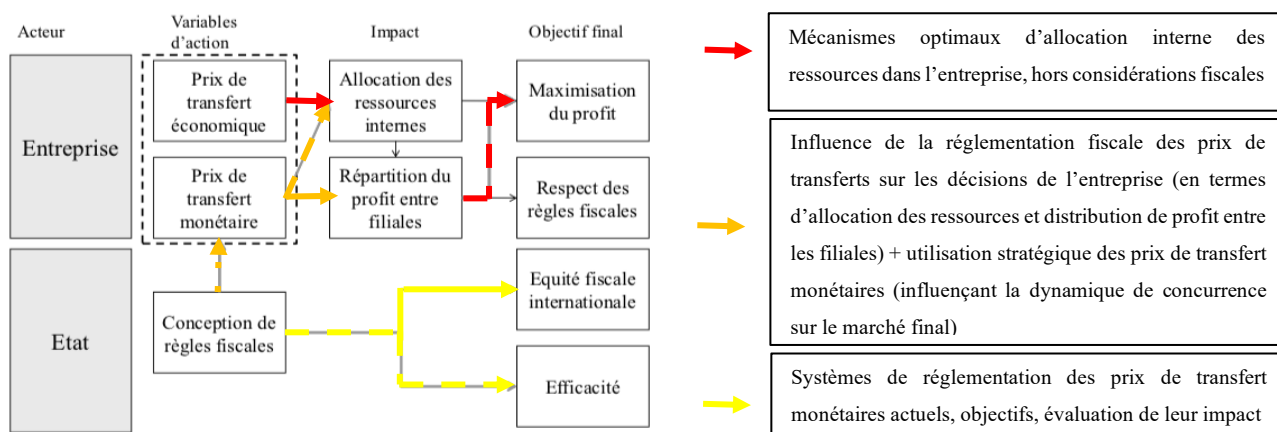 Acteur
Variables
d'action
Impact
Objectif final
Entreprise
Prix de
transfert
économique
Allocation des
ressources
internes
Maximisation
du profit
Prix de
transfert
monétaire
Répartition du
profit entre
filiales
Respect des
règles fiscales
Etat
Conception de
règles fiscales
Equité fiscale
internationale
Efficacité
Mécanismes optimaux d'allocation interne des
ressources dans l'entreprise, hors considérations fiscales
Influence de la réglementation fiscale des prix de
transferts sur les décisions de l'entreprise (en termes
d'allocation des ressources et distribution de profit entre
les filiales) + utilisation stratégique des prix de transfert
monétaires (influençant la dynamique de concurrence
sur le marché final)
Systèmes de réglementation des prix de transfert
monétaires actuels, objectifs, évaluation de leur impact